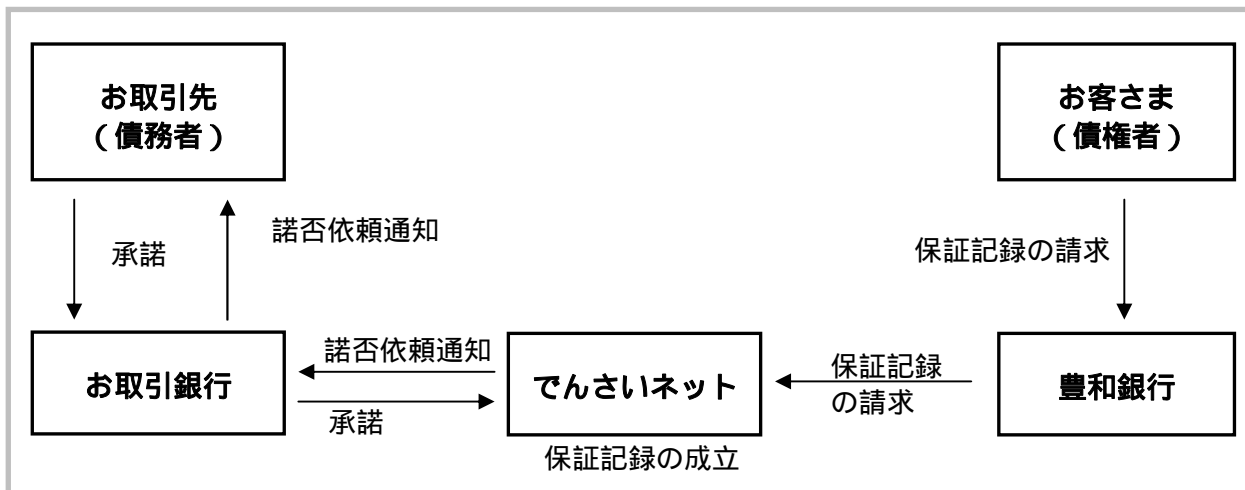 お取引先
（債務者）
お客さま
（債権者）
承諾
諾否依頼通知
保証記録の請求
お取引銀行
諾否依頼通知
承諾
でんさいネット
保証記録
の請求
豊和銀行
保証記録の成立